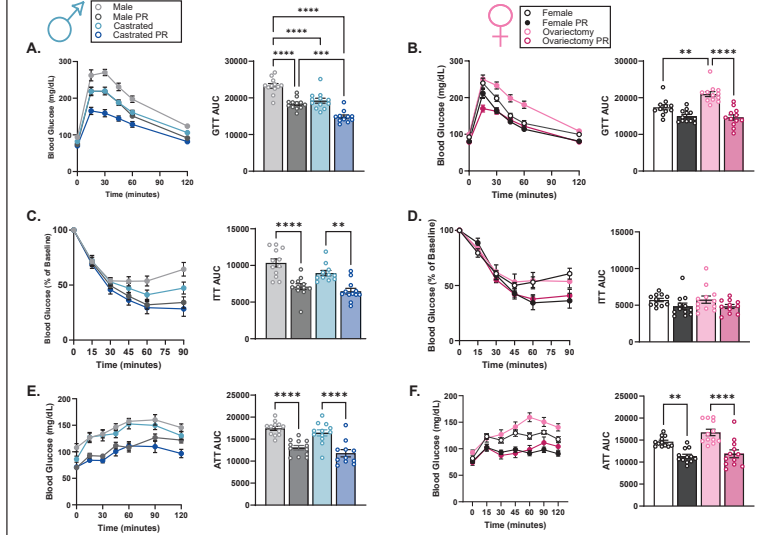 Male
Male PR
Castrated
Castrated PR
Female
Female PR
Ovariectomy
Ovariectomy PR
A.
Blood Glucose (mg/dL)
300
200
100
0
0 15 30 45 60 120
Time (minutes)
GTT AUC
30000
20000
10000
0
**** *** **** ****
B.
Blood Glucose (mg/dL)
300
200
100
0
0 30 60 90 120
Time (minutes)
GTT AUC
30000
20000
10000
0
** ****
C.
Blood Glucose (% of Baseline)
100
50
0
0 15 30 45 60 75 90
Time (minutes)
ITT AUC
15000
10000
5000
0
**** **
D.
Blood Glucose (% of Baseline)
100
50
0
0 15 30 45 60 75 90
Time (minutes)
ITT AUC
15000
10000
5000
0
E.
Blood Glucose (mg/dL)
200
150
100
50
0
0 30 60 90 120
Time (minutes)
ATT AUC
25000
20000
15000
10000
5000
0
**** ****
F.
Blood Glucose (mg/dL)
200
150
100
50
0
0 15 30 60 90 120
Time (minutes)
ATT AUC
25000
20000
15000
10000
5000
0
** ****